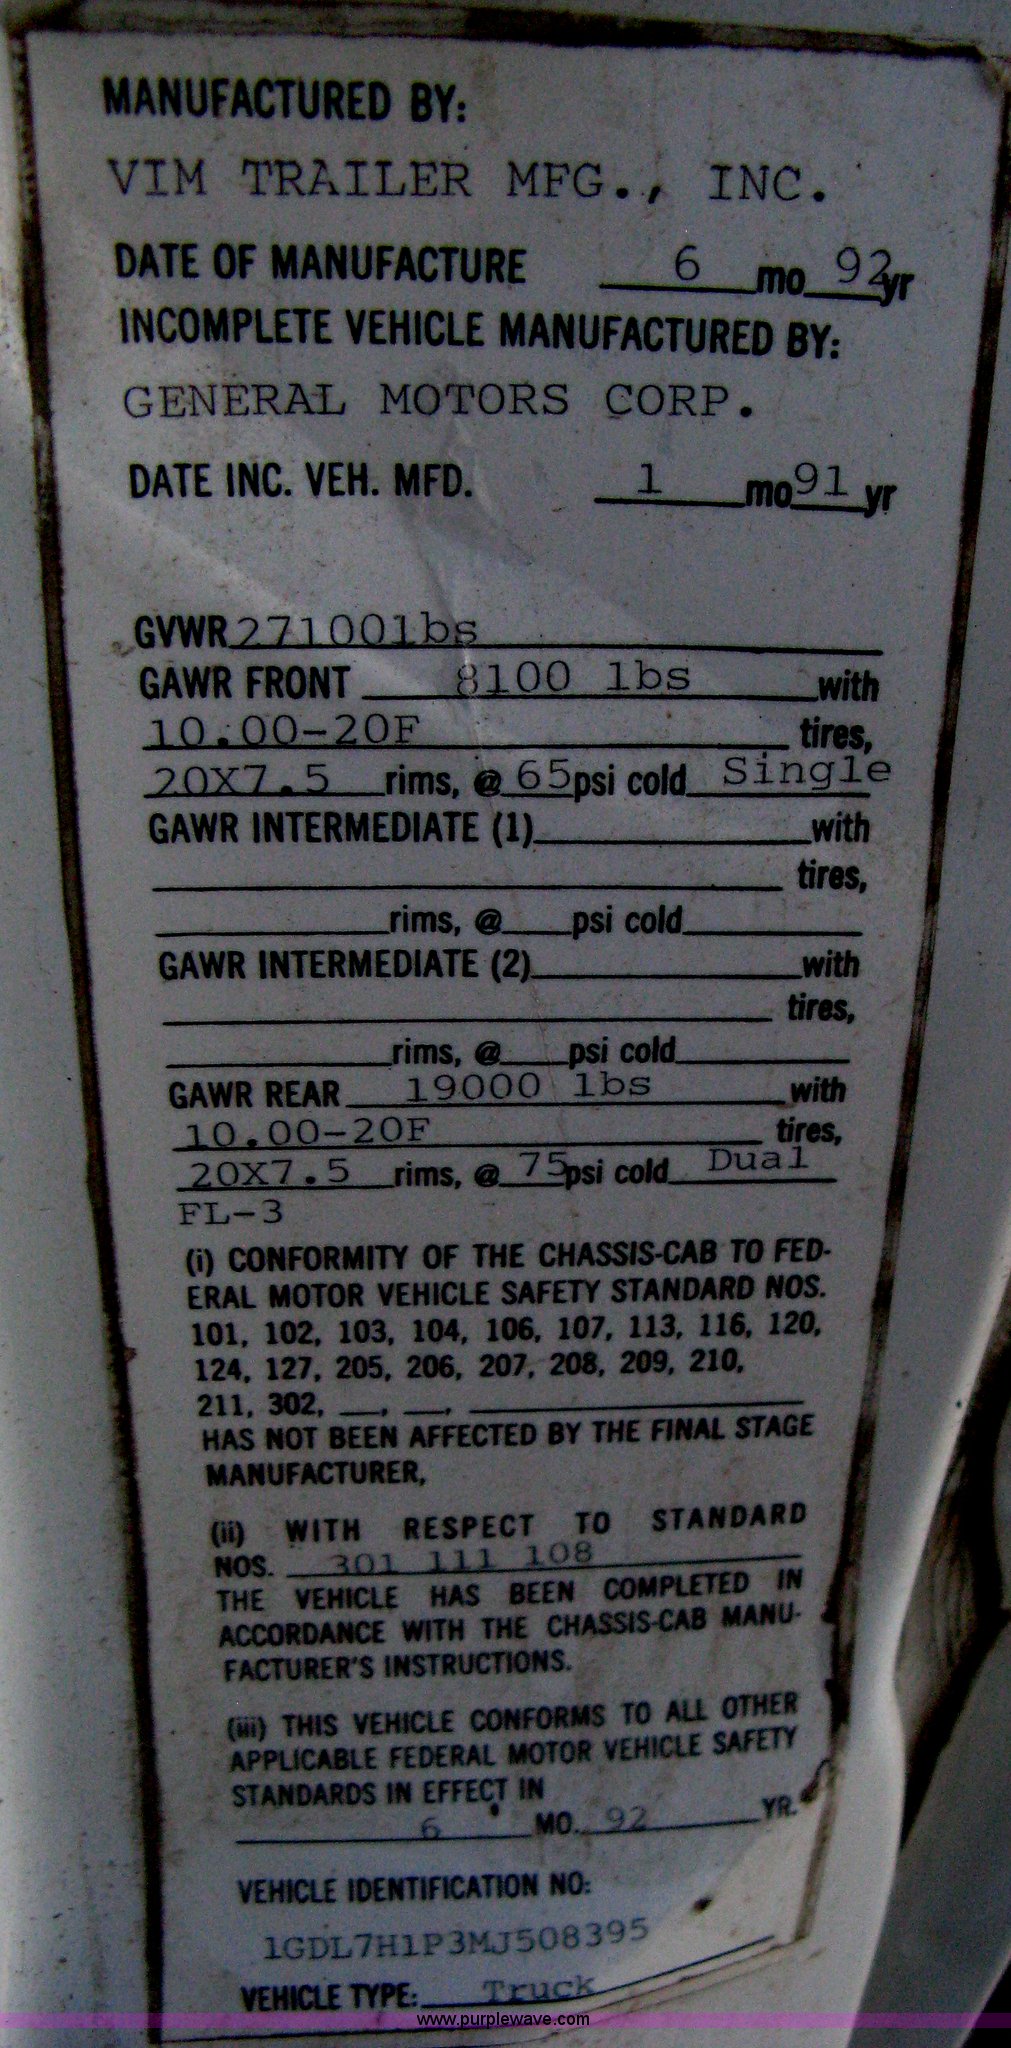 MANUFACTURED BY:
VIM TRAILER MFG., INC.
DATE OF MANUFACTURE 6 mo 92 yr
INCOMPLETE VEHICLE MANUFACTURED BY:
GENERAL MOTORS CORP.
DATE INC. VEH. MFD. 1 mo 91 yr
GVWR 27100lbs
GAWR FRONT 8100 lbs with
10.00-20F tires,
20X7.5 rims, @ 65 psi cold Single
GAWR INTERMEDIATE (1) with
tires,
rims, @ psi cold
GAWR INTERMEDIATE (2) with
tires,
rims, @ psi cold
GAWR REAR 19000 lbs with
10.00-20F tires,
20X7.5 rims, @ 75 psi cold Dual
FL-3
(i) CONFORMITY OF THE CHASSIS-CAB TO FED-
ERAL MOTOR VEHICLE SAFETY STANDARD NOS.
101, 102, 103, 104, 106, 107, 113, 116, 120,
124, 127, 205, 206, 207, 208, 209, 210,
211, 302, __, __, ____
HAS NOT BEEN AFFECTED BY THE FINAL STAGE
MANUFACTURER,
(ii) WITH RESPECT TO STANDARD
NOS. 301 111 108
THE VEHICLE HAS BEEN COMPLETED IN
ACCORDANCE WITH THE CHASSIS-CAB MANU-
FACTURER'S INSTRUCTIONS.
(iii) THIS VEHICLE CONFORMS TO ALL OTHER
APPLICABLE FEDERAL MOTOR VEHICLE SAFETY
STANDARDS IN EFFECT IN
6 MO. 92 YR.
VEHICLE IDENTIFICATION NO:
1GDL7H1P3MJ508395
VEHICLE TYPE: Truck
www.purplewave.com